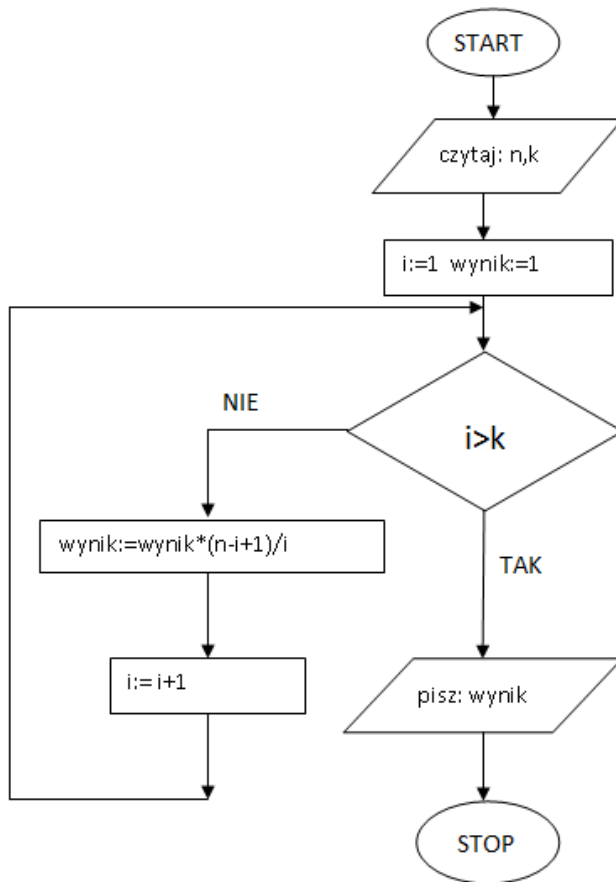 START
czytaj: n,k
i:=1 wynik:=1
NIE
i>k
wynik:=wynik*(n-i+1)/i
TAK
i:= i+1
pisz: wynik
STOP